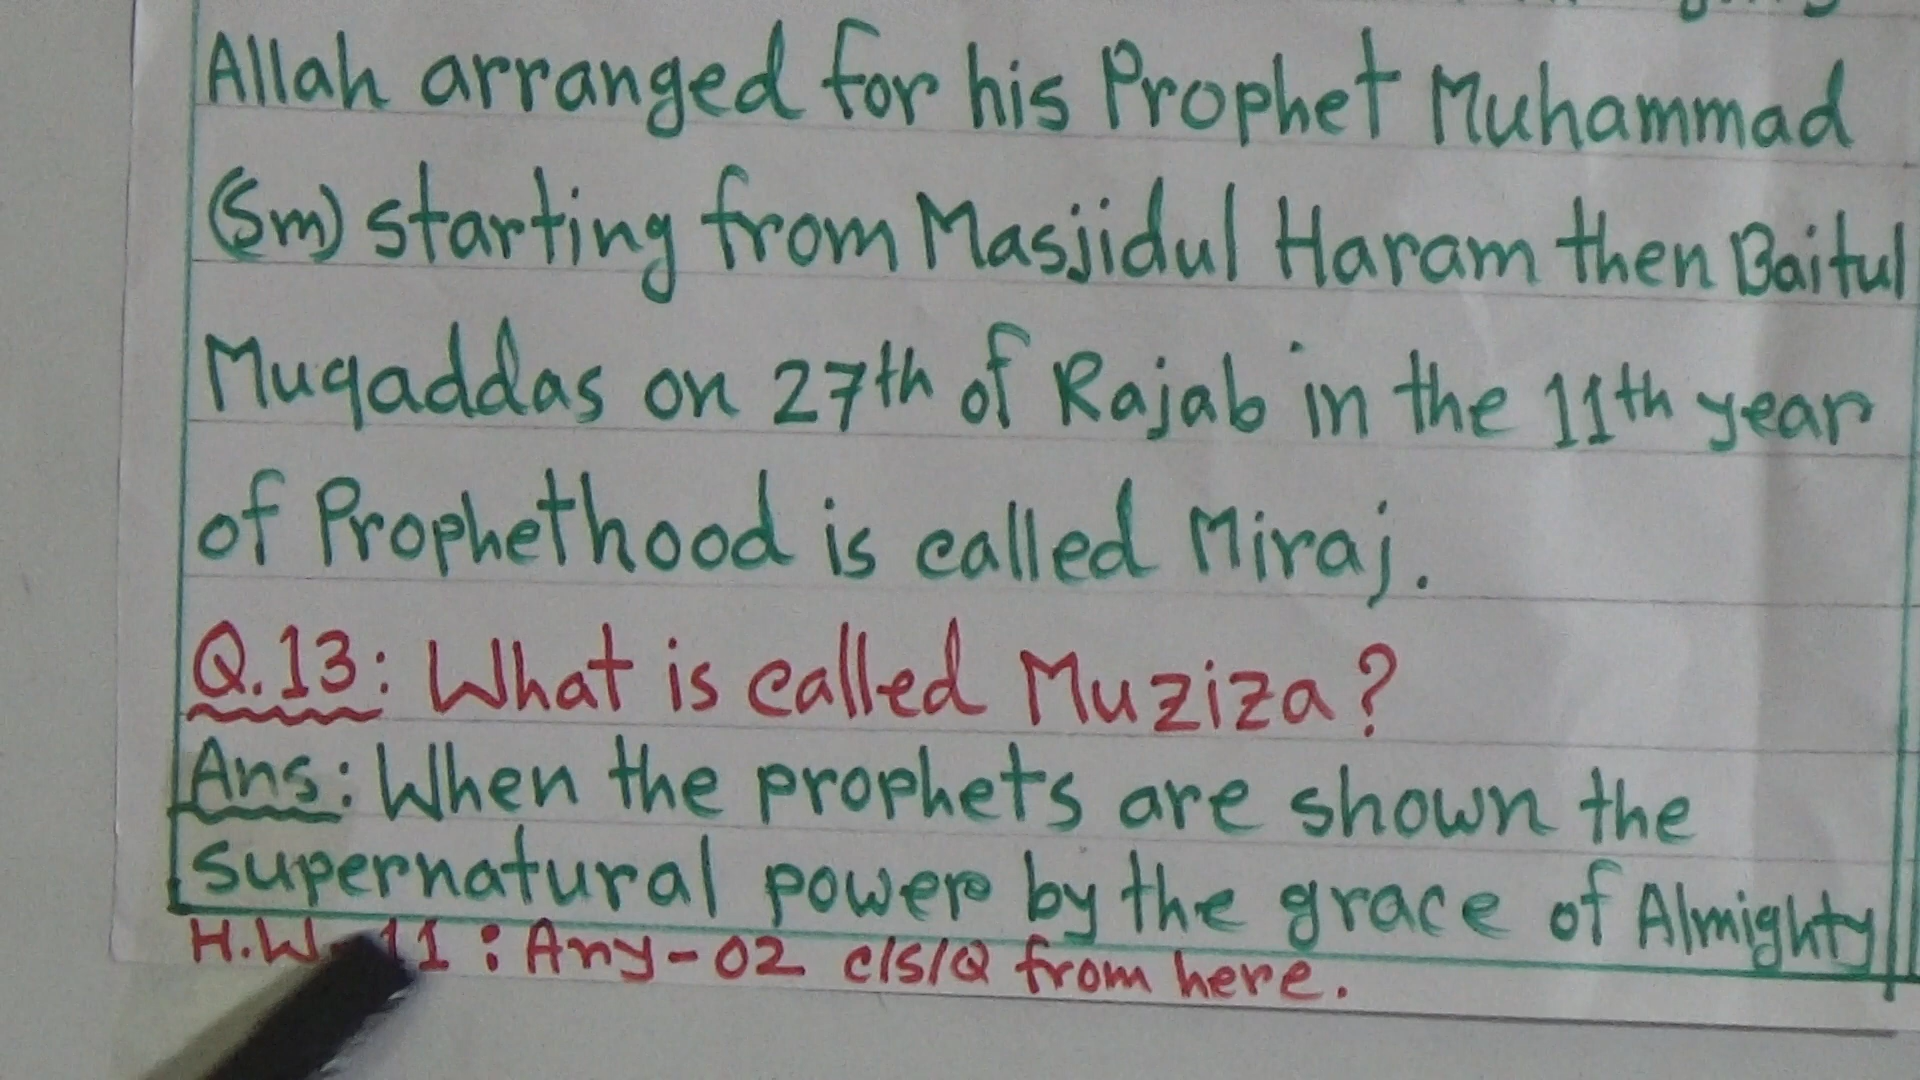 Allah arranged for his Prophet Muhammad
(Sm) starting from Masjidul Haram then Baitul
Muqaddas on 27th of Rajab in the 11th year
of Prophethood is called Miraj.
Q.13: What is called Muziza?
Ans: When the prophets are shown the
supernatural power by the grace of Almighty
H.W-11: Any-02 c/s/Q from here.